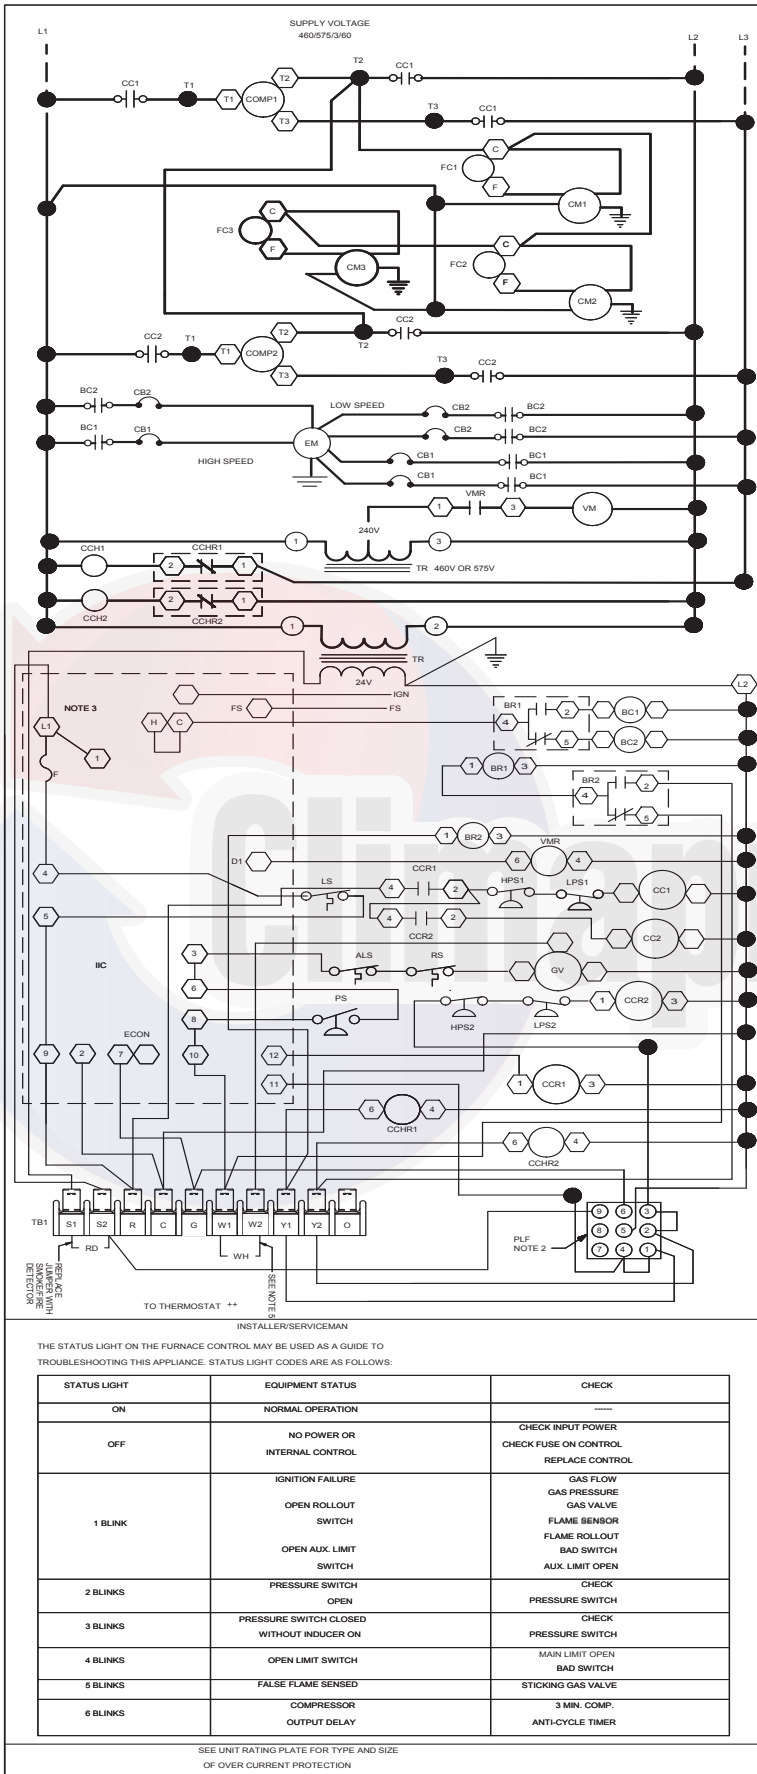 SUPPLY VOLTAGE
460/575/3/60
L1
L2
L3
CC1
T1
T1
COMP1
T2
T3
T2
CC1
T3
CC1
C
FC1
F
CM1
C
FC3
F
CM3
C
FC2
F
CM2
CC2
T1
T1
COMP2
T2
T3
T2
CC2
T3
CC2
BC2
CB2
LOW SPEED
CB2
BC2
BC1
CB1
EM
CB2
BC2
HIGH SPEED
CB1
BC1
CB1
BC1
VMR
1
3
VM
240V
1
3
TR 460V OR 575V
CCH1
CCHR1
2
1
CCH2
2
1
CCHR2
1
2
TR
24V
L2
NOTE 3
IGN
FS
FS
L1
H
C
1
F
BR1
4
2
5
BC1
BC2
1
BR1
3
BR2
4
2
5
1
BR2
3
D1
VMR
6
4
4
LS
CCR1
4
2
HPS1
LPS1
CC1
5
4
2
CCR2
CC2
IIC
3
ALS
RS
GV
6
PS
HPS2
LPS2
1
CCR2
3
8
ECON
9
2
7
10
12
11
1
CCR1
3
6
4
CCHR1
6
4
CCHR2
TB1
S1
S2
R
C
G
W1
W2
Y1
Y2
O
RD
WH
REPLACE
JUMPER WITH
SMOKE/FIRE
DETECTOR
SEE NOTE 5
TO THERMOSTAT ++
PLF
NOTE 2
9
6
3
8
5
2
7
4
1
Climap
INSTALLER/SERVICEMAN
THE STATUS LIGHT ON THE FURNACE CONTROL MAY BE USED AS A GUIDE TO
TROUBLESHOOTING THIS APPLIANCE. STATUS LIGHT CODES ARE AS FOLLOWS:
STATUS LIGHT EQUIPMENT STATUS CHECK
ON NORMAL OPERATION ------
OFF
NO POWER OR
INTERNAL CONTROL
CHECK INPUT POWER
CHECK FUSE ON CONTROL
REPLACE CONTROL
1 BLINK
IGNITION FAILURE
OPEN ROLLOUT
SWITCH
OPEN AUX. LIMIT
SWITCH
GAS FLOW
GAS PRESSURE
GAS VALVE
FLAME SENSOR
FLAME ROLLOUT
BAD SWITCH
AUX. LIMIT OPEN
2 BLINKS
PRESSURE SWITCH
OPEN
CHECK
PRESSURE SWITCH
3 BLINKS
PRESSURE SWITCH CLOSED
WITHOUT INDUCER ON
CHECK
PRESSURE SWITCH
4 BLINKS
OPEN LIMIT SWITCH
MAIN LIMIT OPEN
BAD SWITCH
5 BLINKS FALSE FLAME SENSED STICKING GAS VALVE
6 BLINKS
COMPRESSOR
OUTPUT DELAY
3 MIN. COMP.
ANTI-CYCLE TIMER
SEE UNIT RATING PLATE FOR TYPE AND SIZE
OF OVER CURRENT PROTECTION